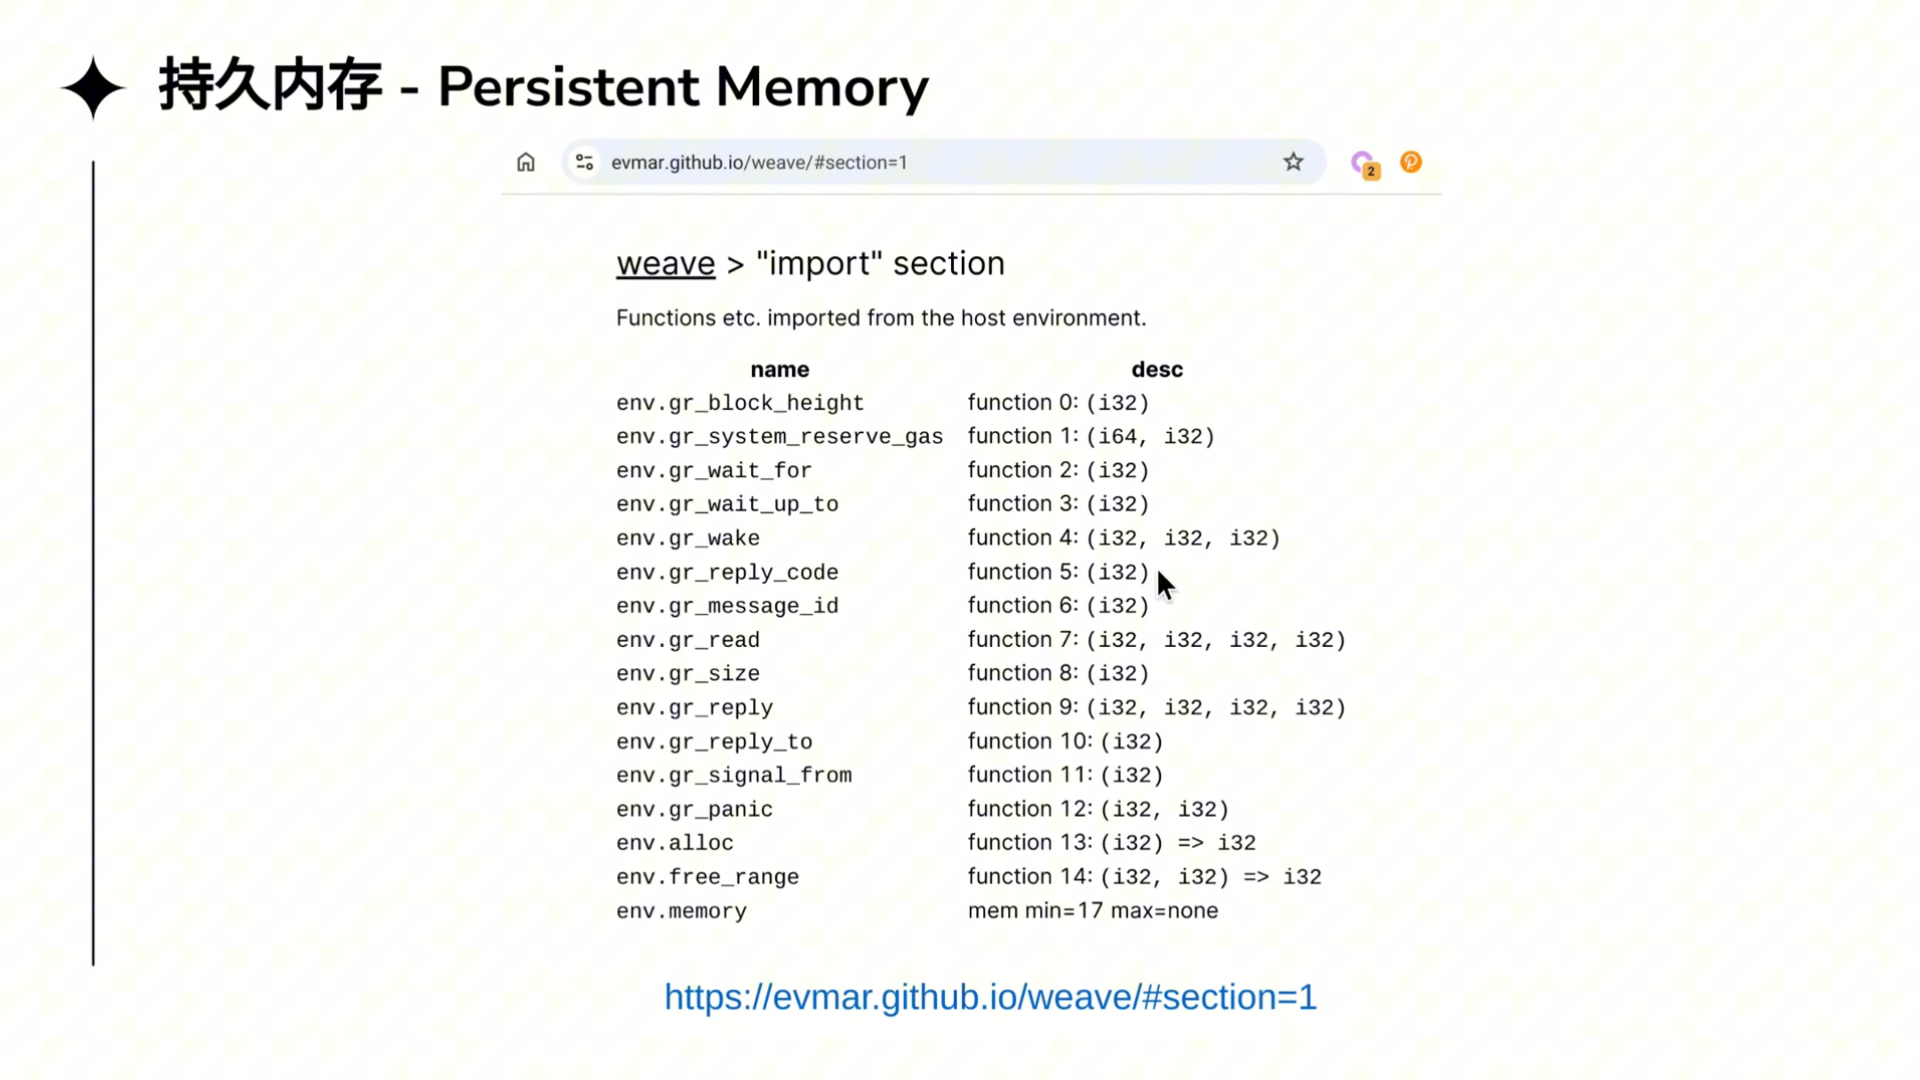 持久内存 - Persistent Memory
evmar.github.io/weave/#section=1
2
weave > "import" section
Functions etc. imported from the host environment.
name desc
env.gr_block_height function 0: (i32)
env.gr_system_reserve_gas function 1: (i64, i32)
env.gr_wait_for function 2: (i32)
env.gr_wait_up_to function 3: (i32)
env.gr_wake function 4: (i32, i32, i32)
env.gr_reply_code function 5: (i32)
env.gr_message_id function 6: (i32)
env.gr_read function 7: (i32, i32, i32, i32)
env.gr_size function 8: (i32)
env.gr_reply function 9: (i32, i32, i32, i32)
env.gr_reply_to function 10: (i32)
env.gr_signal_from function 11: (i32)
env.gr_panic function 12: (i32, i32)
env.alloc function 13: (i32) => i32
env.free_range function 14: (i32, i32) => i32
env.memory mem min=17 max=none
https://evmar.github.io/weave/#section=1